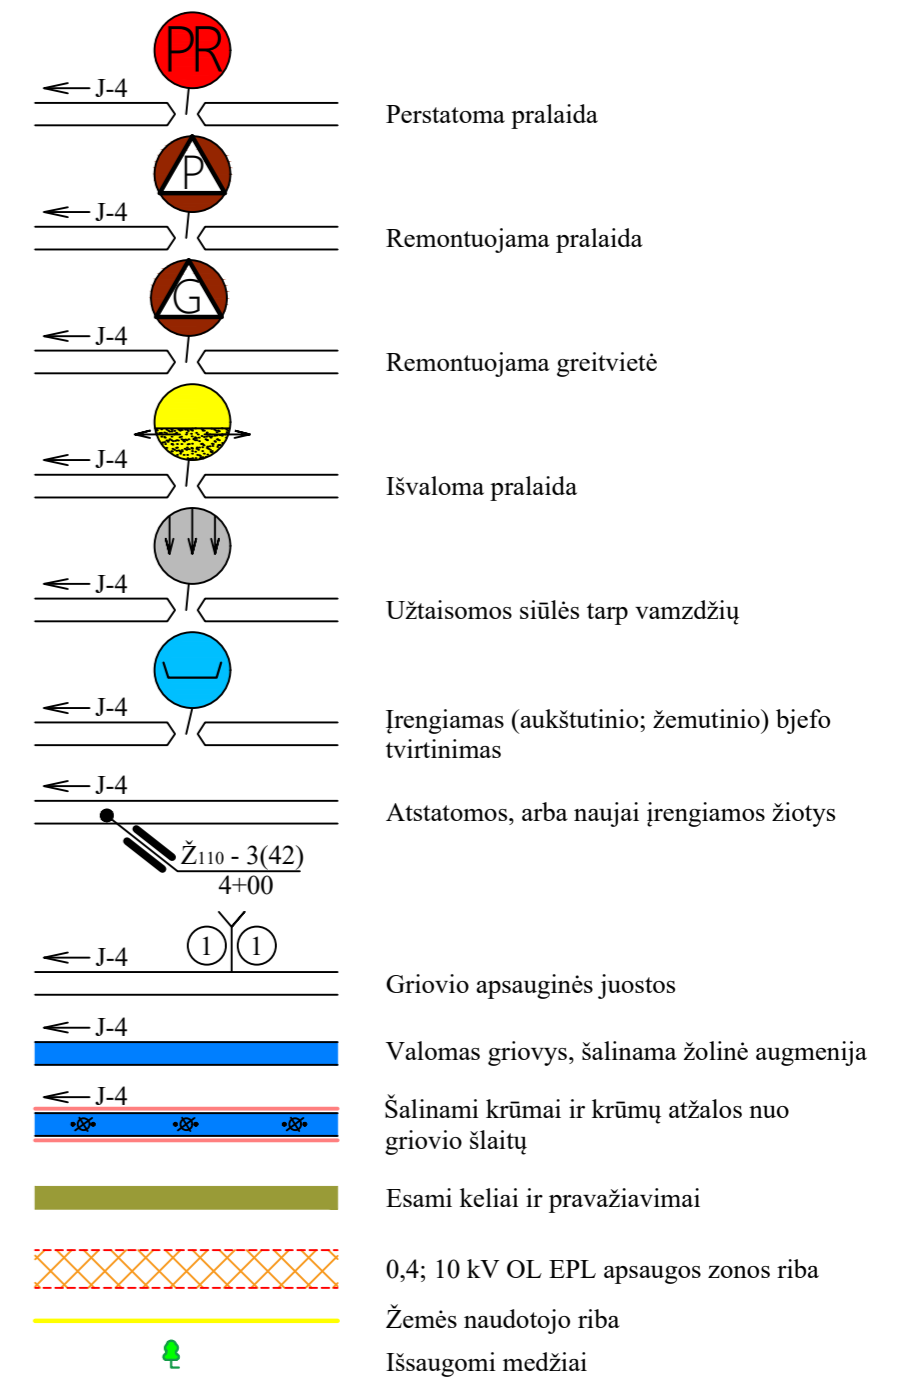 PR
J-4
Perstatoma pralaida
P
J-4
Remontuojama pralaida
G
J-4
Remontuojama greitvietė
J-4
Išvaloma pralaida
J-4
Užtaisomos siūlės tarp vamzdžių
J-4
Įrengiamas (aukštutinio; žemutinio) bjefo
tvirtinimas
J-4
Atstatomos, arba naujai įrengiamos žiotys
Ž110 - 3(42)
4+00
1 1
J-4
Griovio apsauginės juostos
J-4
Valomas griovys, šalinama žolinė augmenija
J-4
Šalinami krūmai ir krūmų atžalos nuo
griovio šlaitų
Esami keliai ir pravažiavimai
0,4; 10 kV OL EPL apsaugos zonos riba
Žemės naudotojo riba
Išsaugomi medžiai